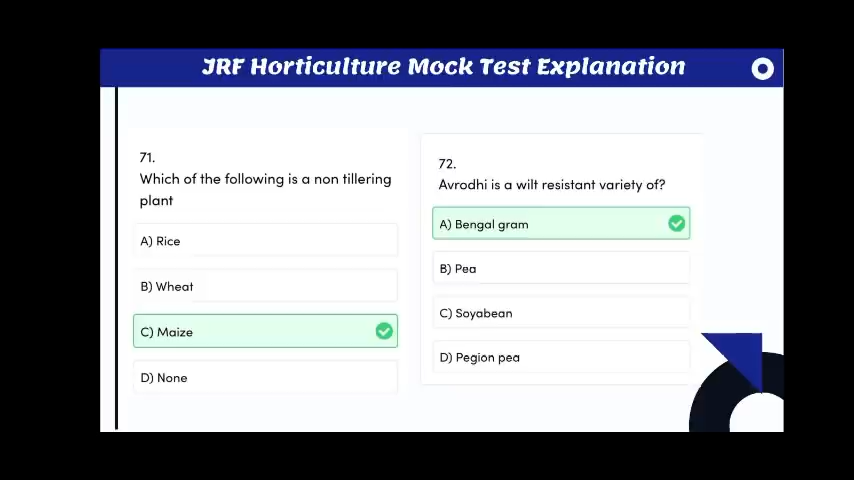 JRF Horticulture Mock Test Explanation
71.
Which of the following is a non tillering
plant
A) Rice
B) Wheat
C) Maize
D) None
72.
Avrodhi is a wilt resistant variety of?
A) Bengal gram
B) Pea
C) Soyabean
D) Pegion pea